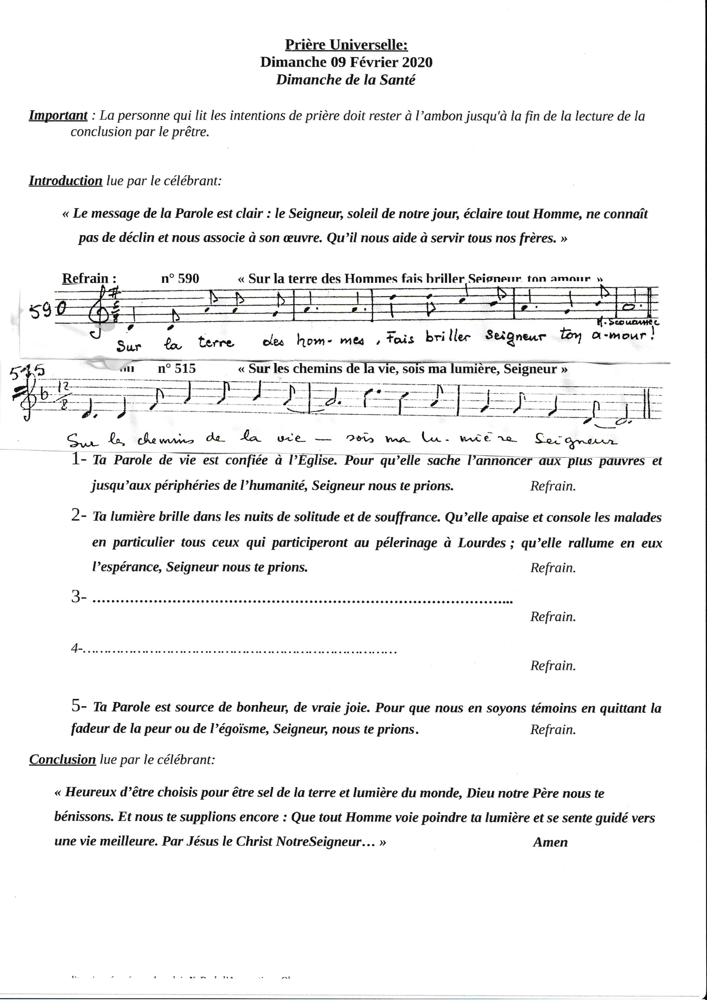 Prière Universelle:
Dimanche 09 Février 2020
Dimanche de la Santé
Important : La personne qui lit les intentions de prière doit rester à l’ambon jusqu'à la fin de la lecture de la
conclusion par le prêtre.
Introduction lue par le célébrant:
« Le message de la Parole est clair : le Seigneur, soleil de notre jour, éclaire tout Homme, ne connaît
pas de déclin et nous associe à son œuvre. Qu’il nous aide à servir tous nos frères. »
Refrain : n° 590 « Sur la terre des Hommes fais briller Seigneur ton amour »
590
Sur la terre des hom- mes, Fais briller Seigneur ton a-mour!
515 n° 515 « Sur les chemins de la vie, sois ma lumière, Seigneur »
12
8
Sur les chemins de la vie — sois ma lu- mière Seigneur
1- Ta Parole de vie est confiée à l’Église. Pour qu’elle sache l’annoncer aux plus pauvres et
jusqu’aux périphéries de l’humanité, Seigneur nous te prions. Refrain.
2- Ta lumière brille dans les nuits de solitude et de souffrance. Qu’elle apaise et console les malades
en particulier tous ceux qui participeront au pélerinage à Lourdes ; qu’elle rallume en eux
l’espérance, Seigneur nous te prions. Refrain.
3- ...........................................................................................
Refrain.
4-.....................................................................
Refrain.
5- Ta Parole est source de bonheur, de vraie joie. Pour que nous en soyons témoins en quittant la
fadeur de la peur ou de l’égoïsme, Seigneur, nous te prions. Refrain.
Conclusion lue par le célébrant:
« Heureux d’être choisis pour être sel de la terre et lumière du monde, Dieu notre Père nous te
bénissons. Et nous te supplions encore : Que tout Homme voie poindre ta lumière et se sente guidé vers
une vie meilleure. Par Jésus le Christ NotreSeigneur… » Amen